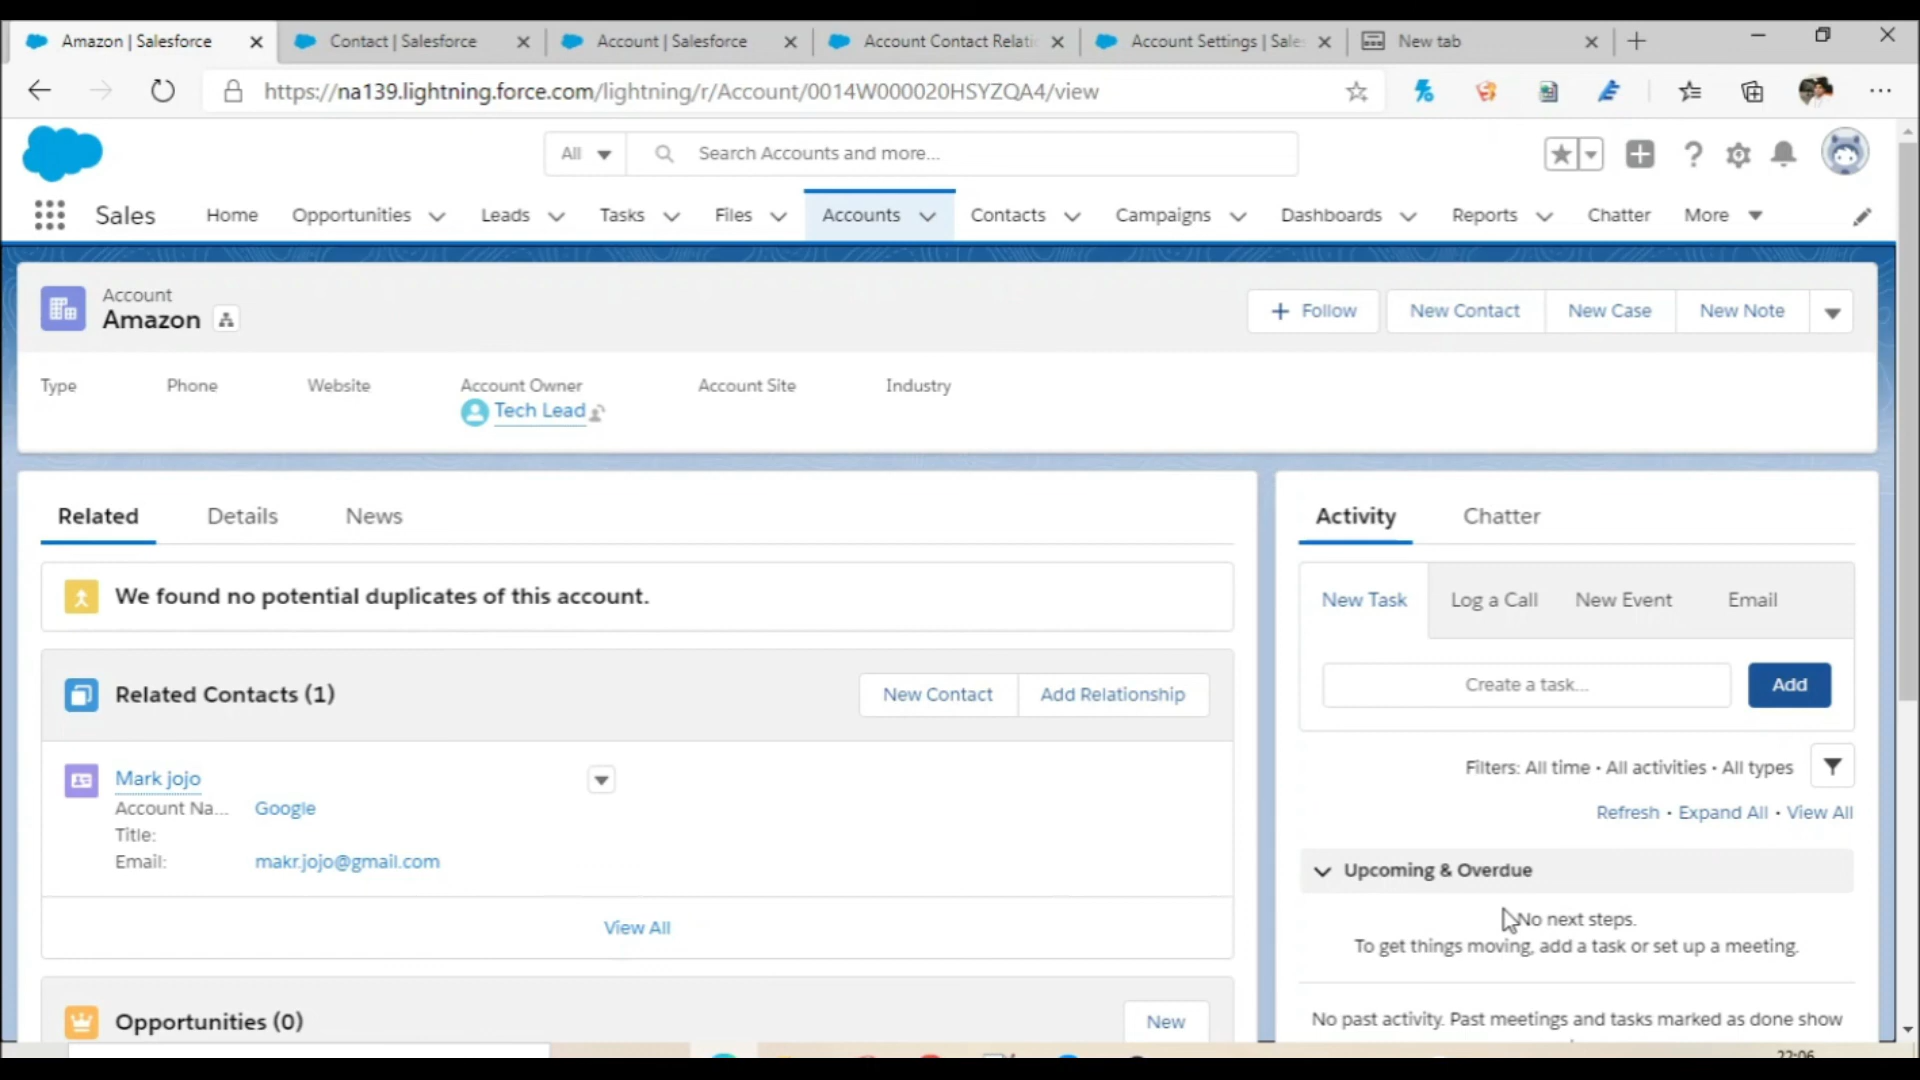 Amazon | Salesforce
Contact | Salesforce
Account | Salesforce
Account Contact Relati
Account Settings | Sale
New tab
https://na139.lightning.force.com/lightning/r/Account/0014W000020HSYZQA4/view
All
Search Accounts and more...
Sales
Home
Opportunities
Leads
Tasks
Files
Accounts
Contacts
Campaigns
Dashboards
Reports
Chatter
More
Account
Amazon
Follow
New Contact
New Case
New Note
Type
Phone
Website
Account Owner
Account Site
Industry
Tech Lead
Related
Details
News
We found no potential duplicates of this account.
Related Contacts (1)
New Contact
Add Relationship
Mark jojo
Account Na... Google
Title:
Email: makr.jojo@gmail.com
View All
Opportunities (0)
New
Activity
Chatter
New Task
Log a Call
New Event
Email
Create a task...
Add
Filters: All time • All activities • All types
Refresh • Expand All • View All
Upcoming & Overdue
No next steps.
To get things moving, add a task or set up a meeting.
No past activity. Past meetings and tasks marked as done show
22:06